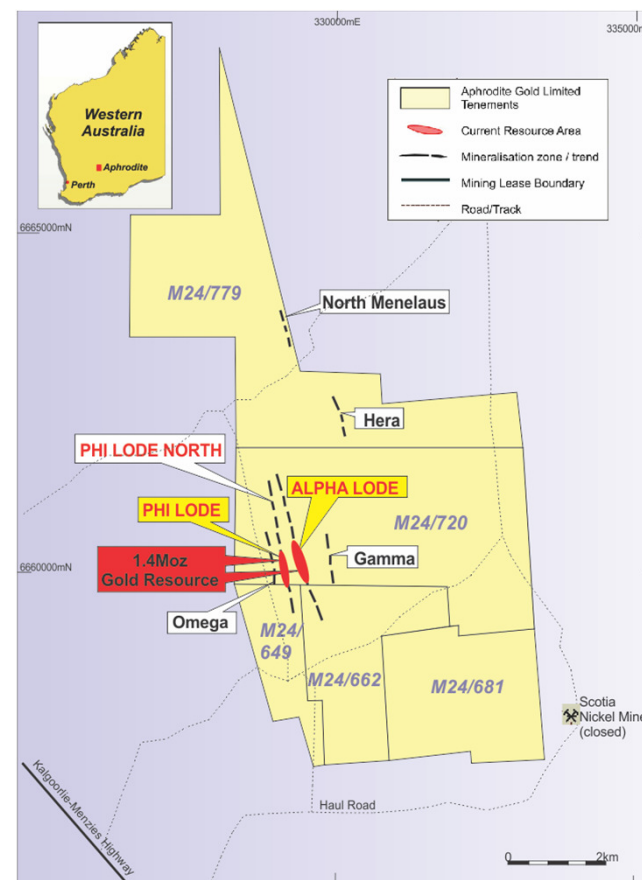 330000mE
335000m
Western
Australia
Aphrodite
Perth
Aphrodite Gold Limited
Tenements
Current Resource Area
Mineralisation zone / trend
Mining Lease Boundary
Road/Track
6665000mN
M24/779
North Menelaus
Hera
PHI LODE NORTH
ALPHA LODE
PHI LODE
M24/720
1.4Moz
Gold Resource
Gamma
6660000mN
Omega
M24/
649
M24/662
M24/681
Scotia
Nickel Mine
(closed)
Kalgoorlie-Menzies Highway
Haul Road
0
2km